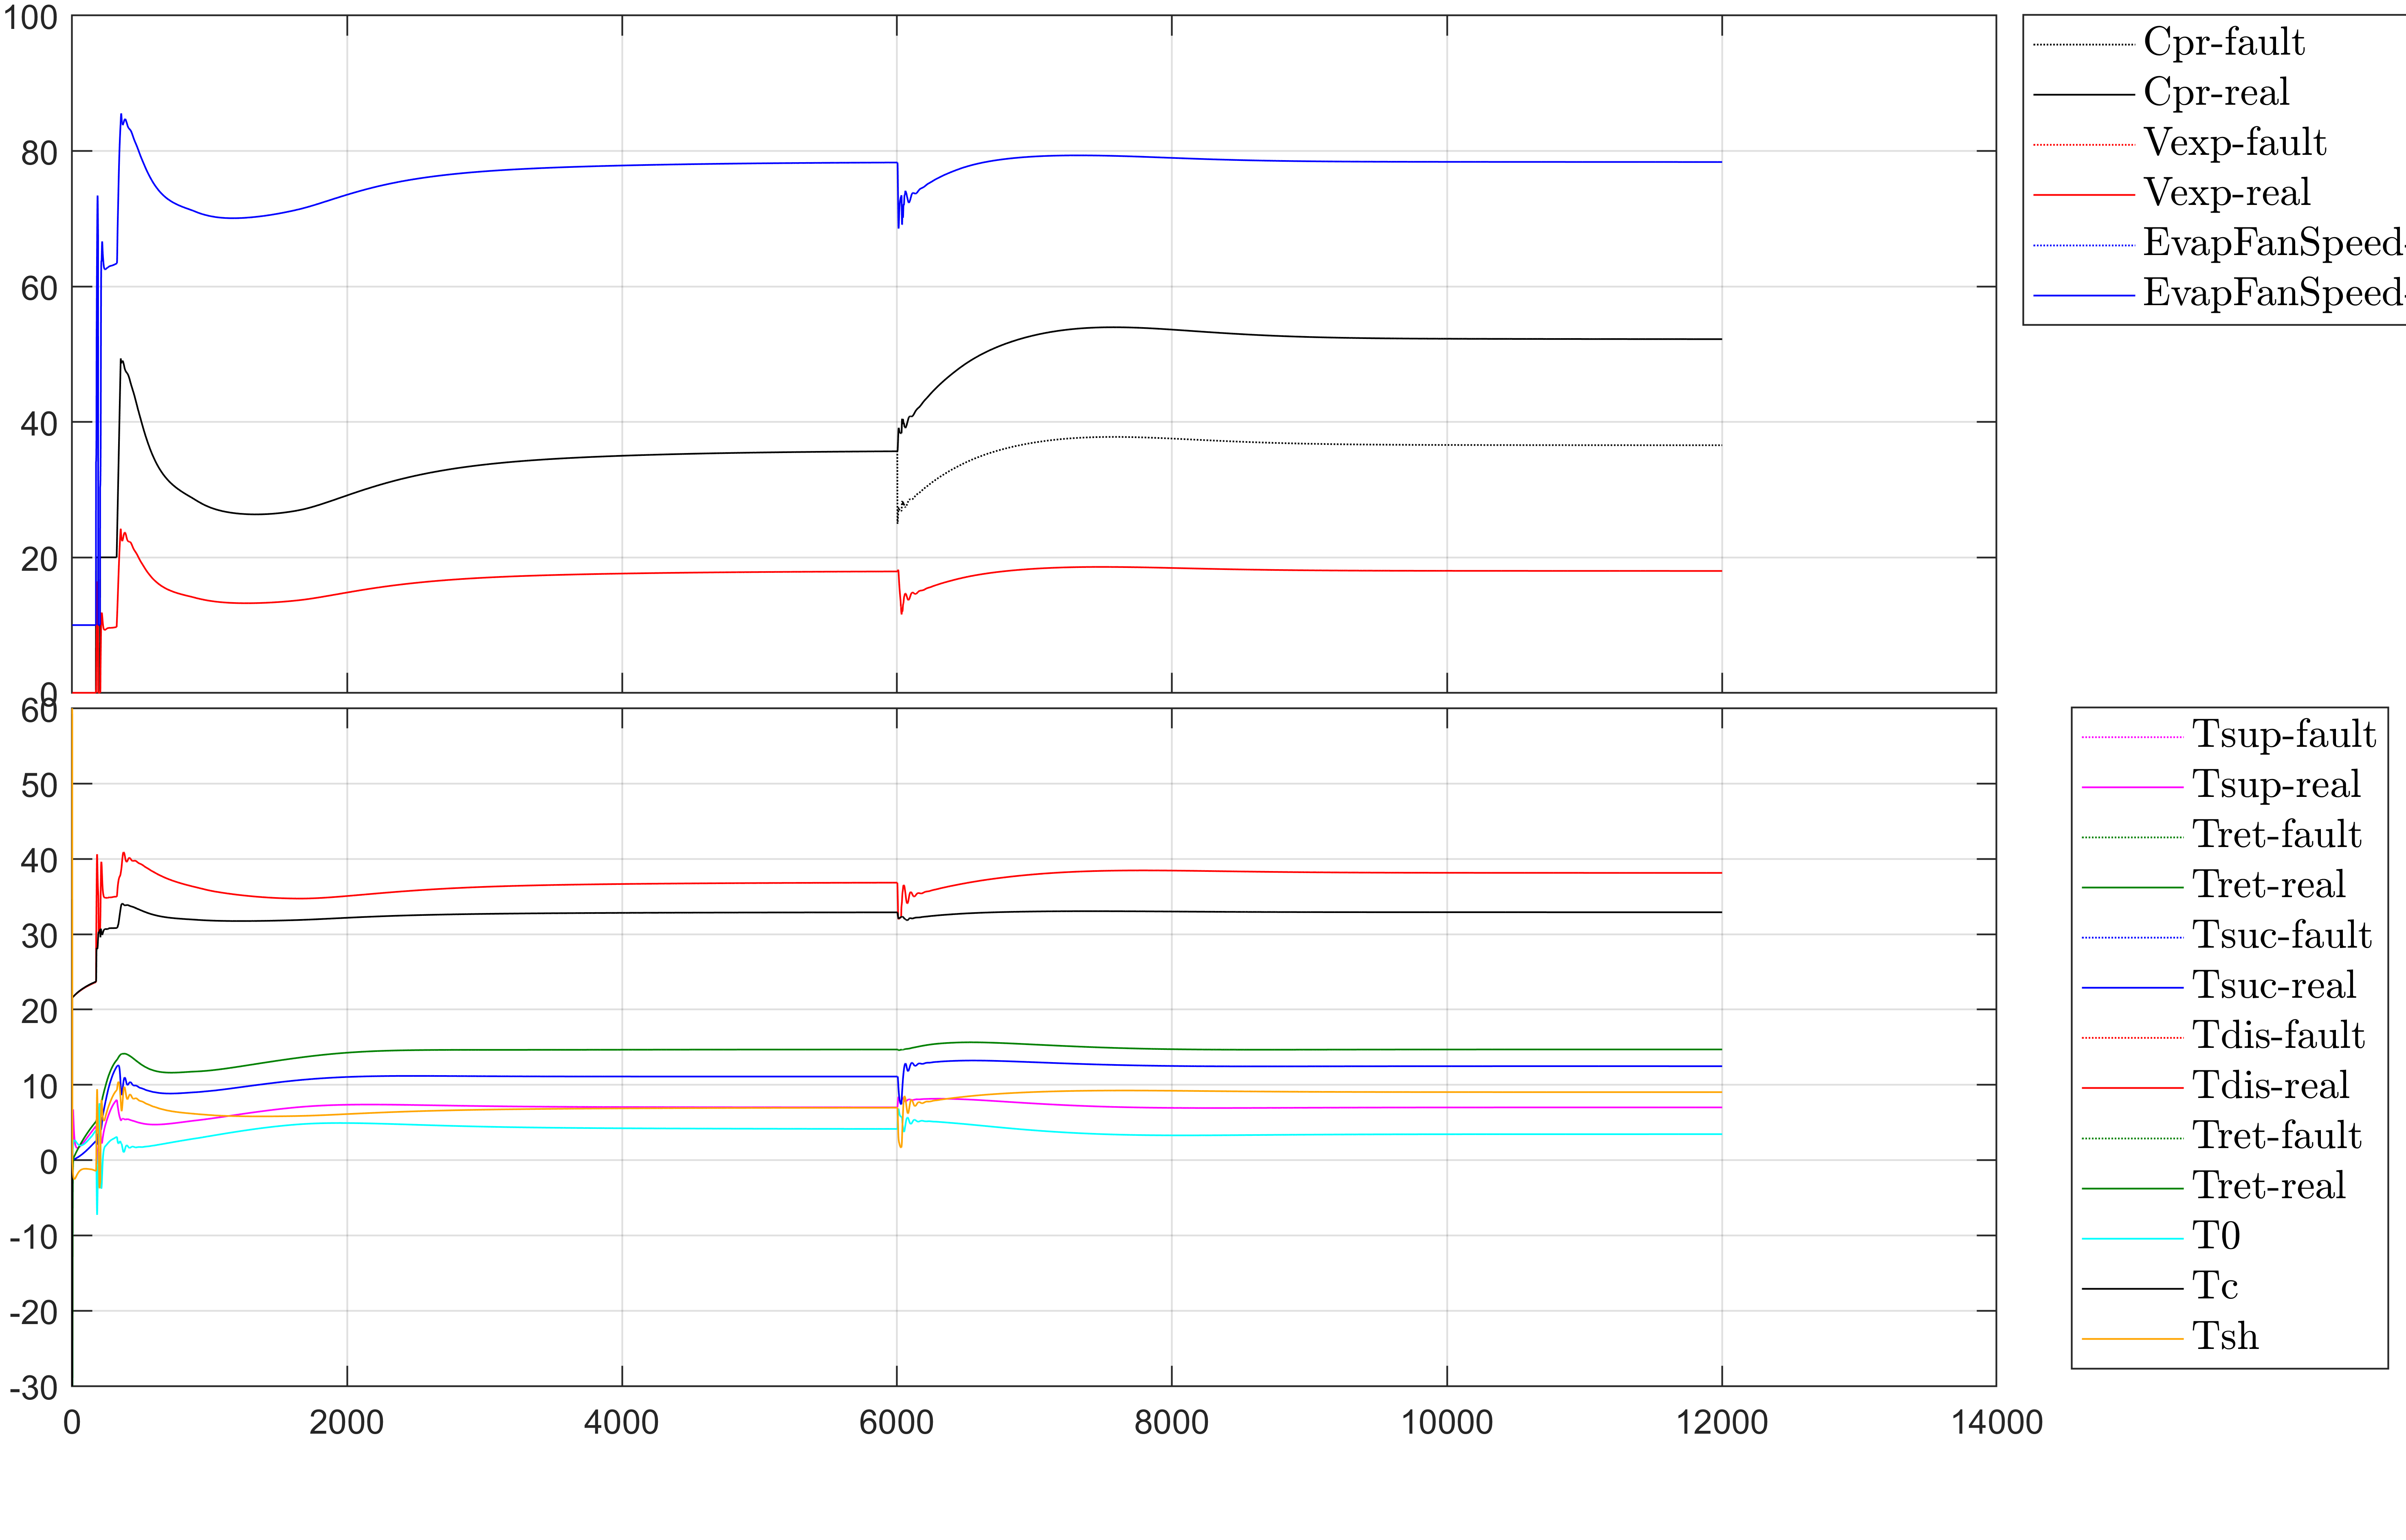 100
80
60
40
20
0
Cpr-fault
Cpr-real
Vexp-fault
Vexp-real
EvapFanSpeed-
EvapFanSpeed-
60
50
40
30
20
10
0
-10
-20
-30
0 2000 4000 6000 8000 10000 12000 14000
Tsup-fault
Tsup-real
Tret-fault
Tret-real
Tsuc-fault
Tsuc-real
Tdis-fault
Tdis-real
Tret-fault
Tret-real
T0
Tc
Tsh